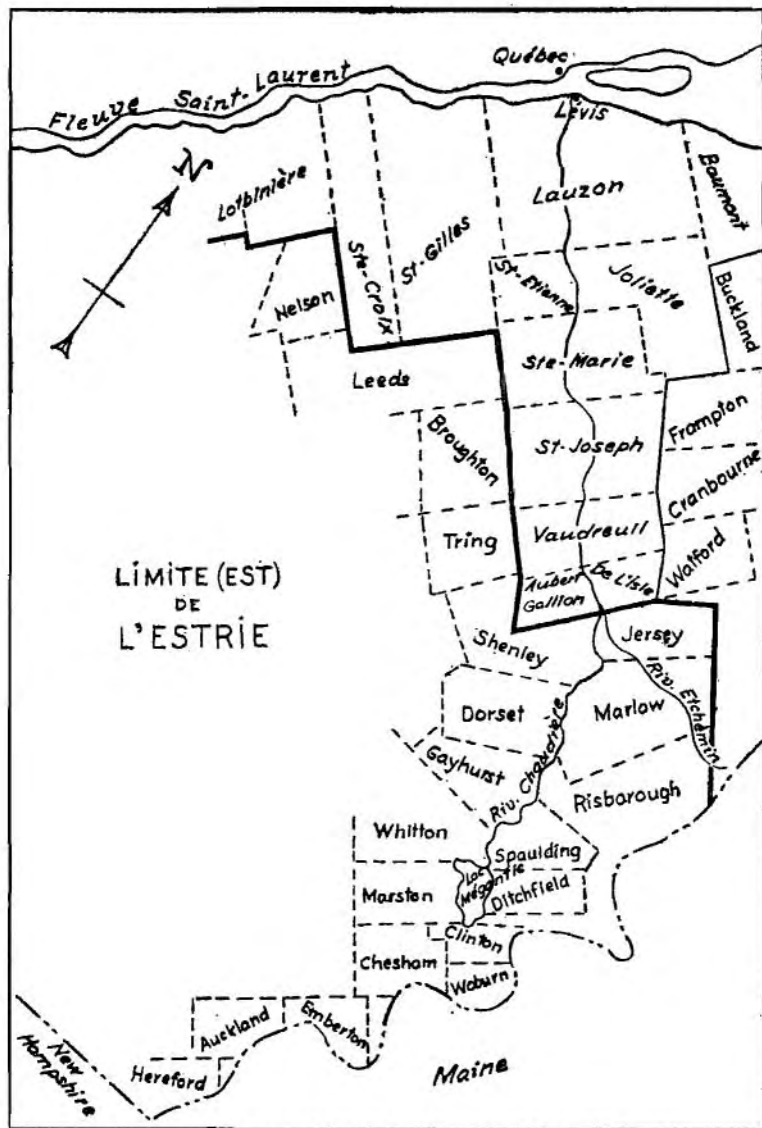 Québec
Fleuve Saint-Laurent
Lévis
N
Lotbinière
Ste-Croix
St-Gilles
Lauzon
Baumont
St-Etienne
Joliette
Buckland
Nelson
Leeds
Ste-Marie
Broughton
St-Joseph
Frampton
Cranbourne
Tring
Vaudreuil
Watford
Aubert
Gallion
De L'Isle
LIMITE (EST)
DE
L'ESTRIE
Shenley
Jersey
Dorset
Riv. Chaudière
Marlow
Riv. Etchemin
Gayhurst
Risborough
Whitton
Spaulding
Lac
Mégantic
Marston
Ditchfield
Clinton
Chesham
Woburn
Auckland
Emberton
Hereford
New
Hampshire
Maine